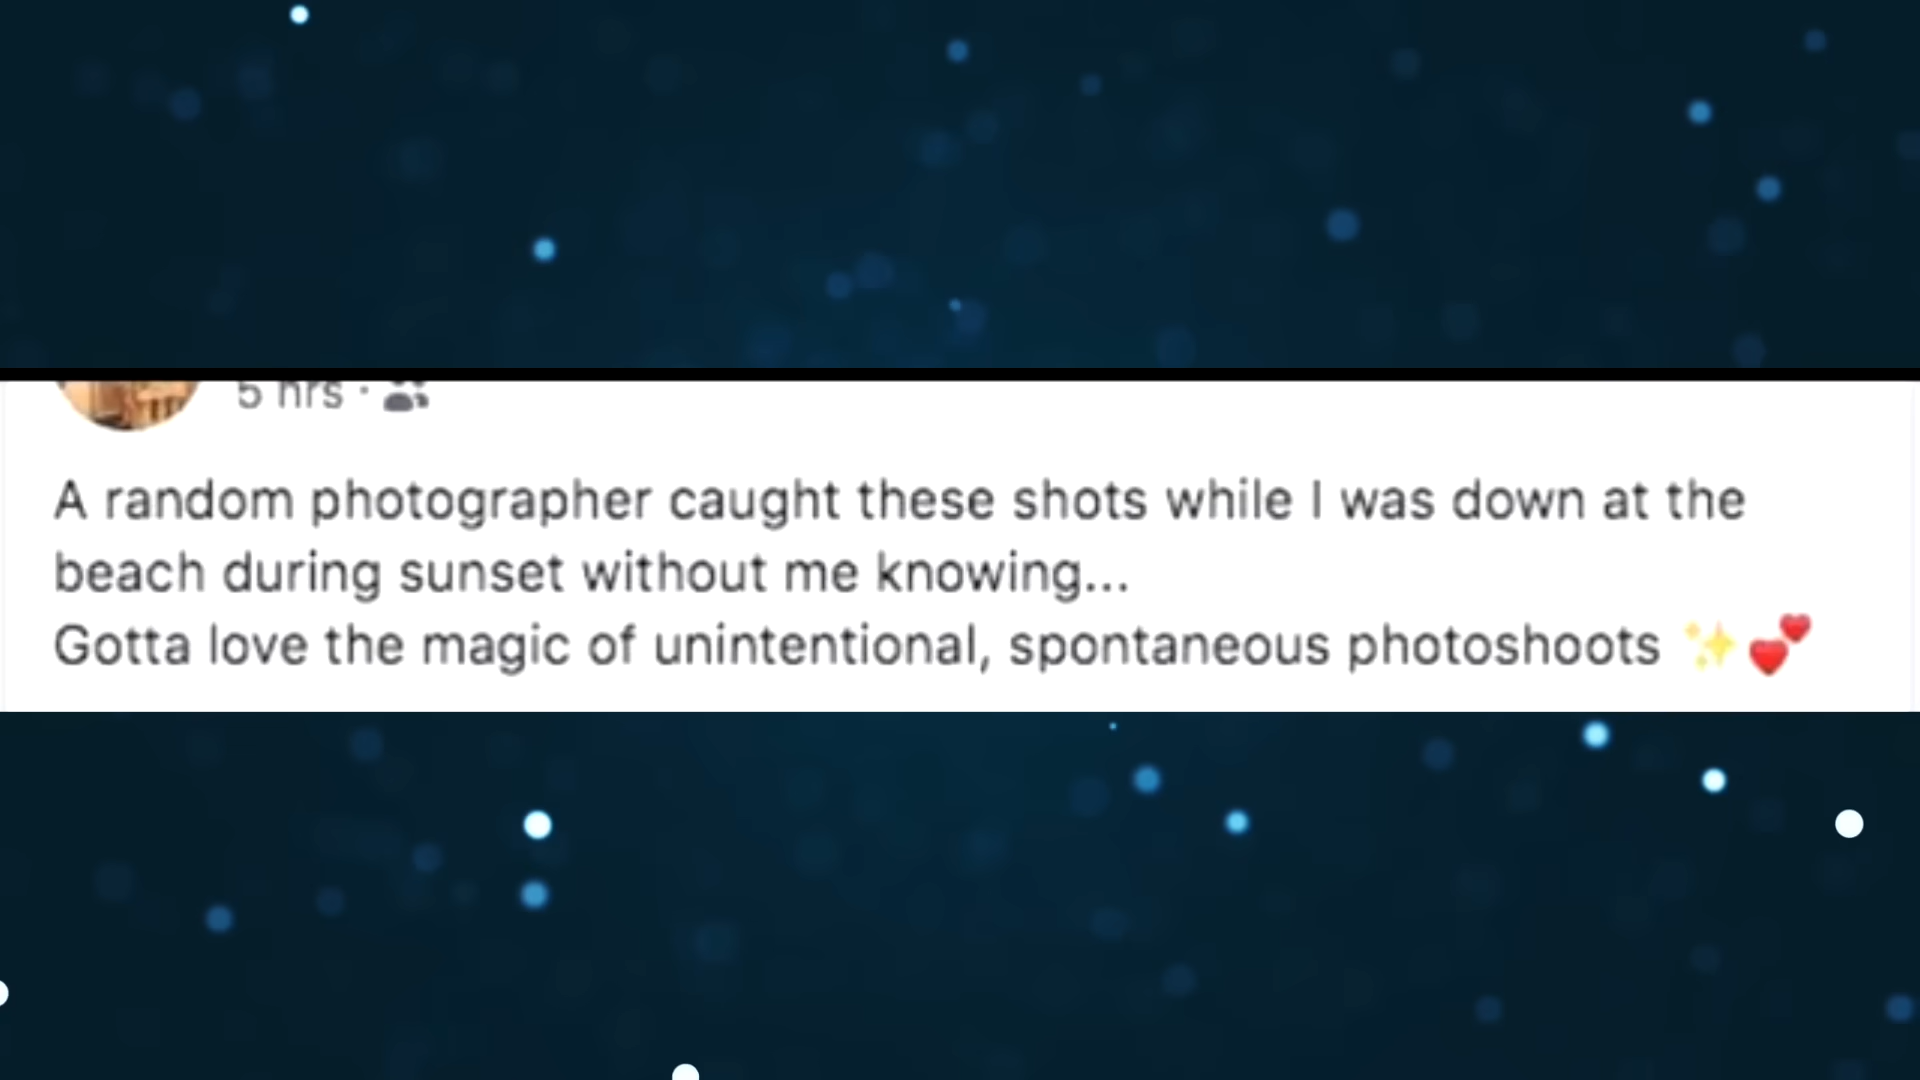 5 hrs ·
A random photographer caught these shots while I was down at the
beach during sunset without me knowing...
Gotta love the magic of unintentional, spontaneous photoshoots ✨💕